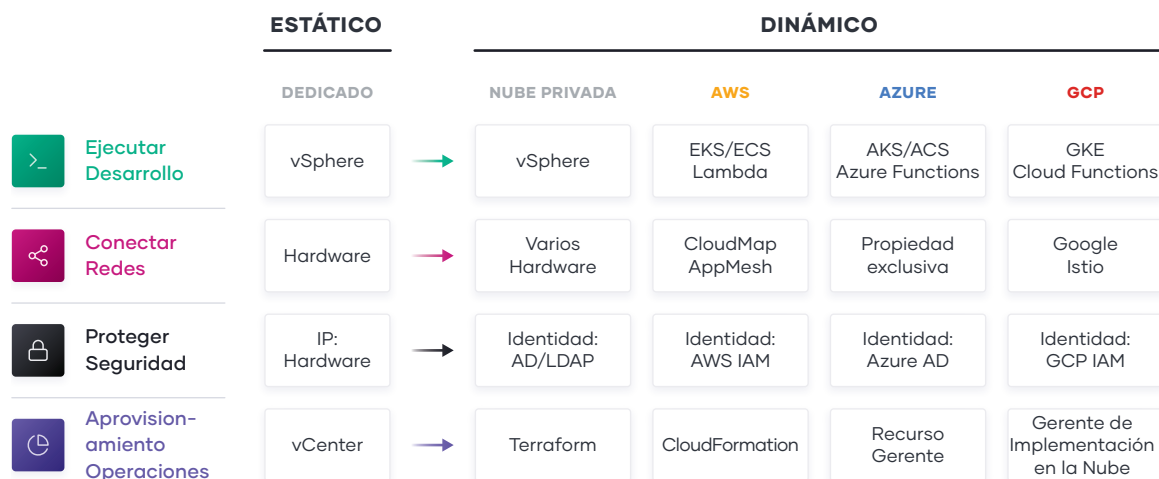 ESTÁTICO
DINÁMICO
DEDICADO
NUBE PRIVADA
AWS
AZURE
GCP
>_
Ejecutar
Desarrollo
vSphere
vSphere
EKS/ECS
Lambda
AKS/ACS
Azure Functions
GKE
Cloud Functions
Conectar
Redes
Hardware
Varios
Hardware
CloudMap
AppMesh
Propiedad
exclusiva
Google
Istio
Proteger
Seguridad
IP:
Hardware
Identidad:
AD/LDAP
Identidad:
AWS IAM
Identidad:
Azure AD
Identidad:
GCP IAM
Aprovision-
amiento
Operaciones
vCenter
Terraform
CloudFormation
Recurso
Gerente
Gerente de
Implementación
en la Nube